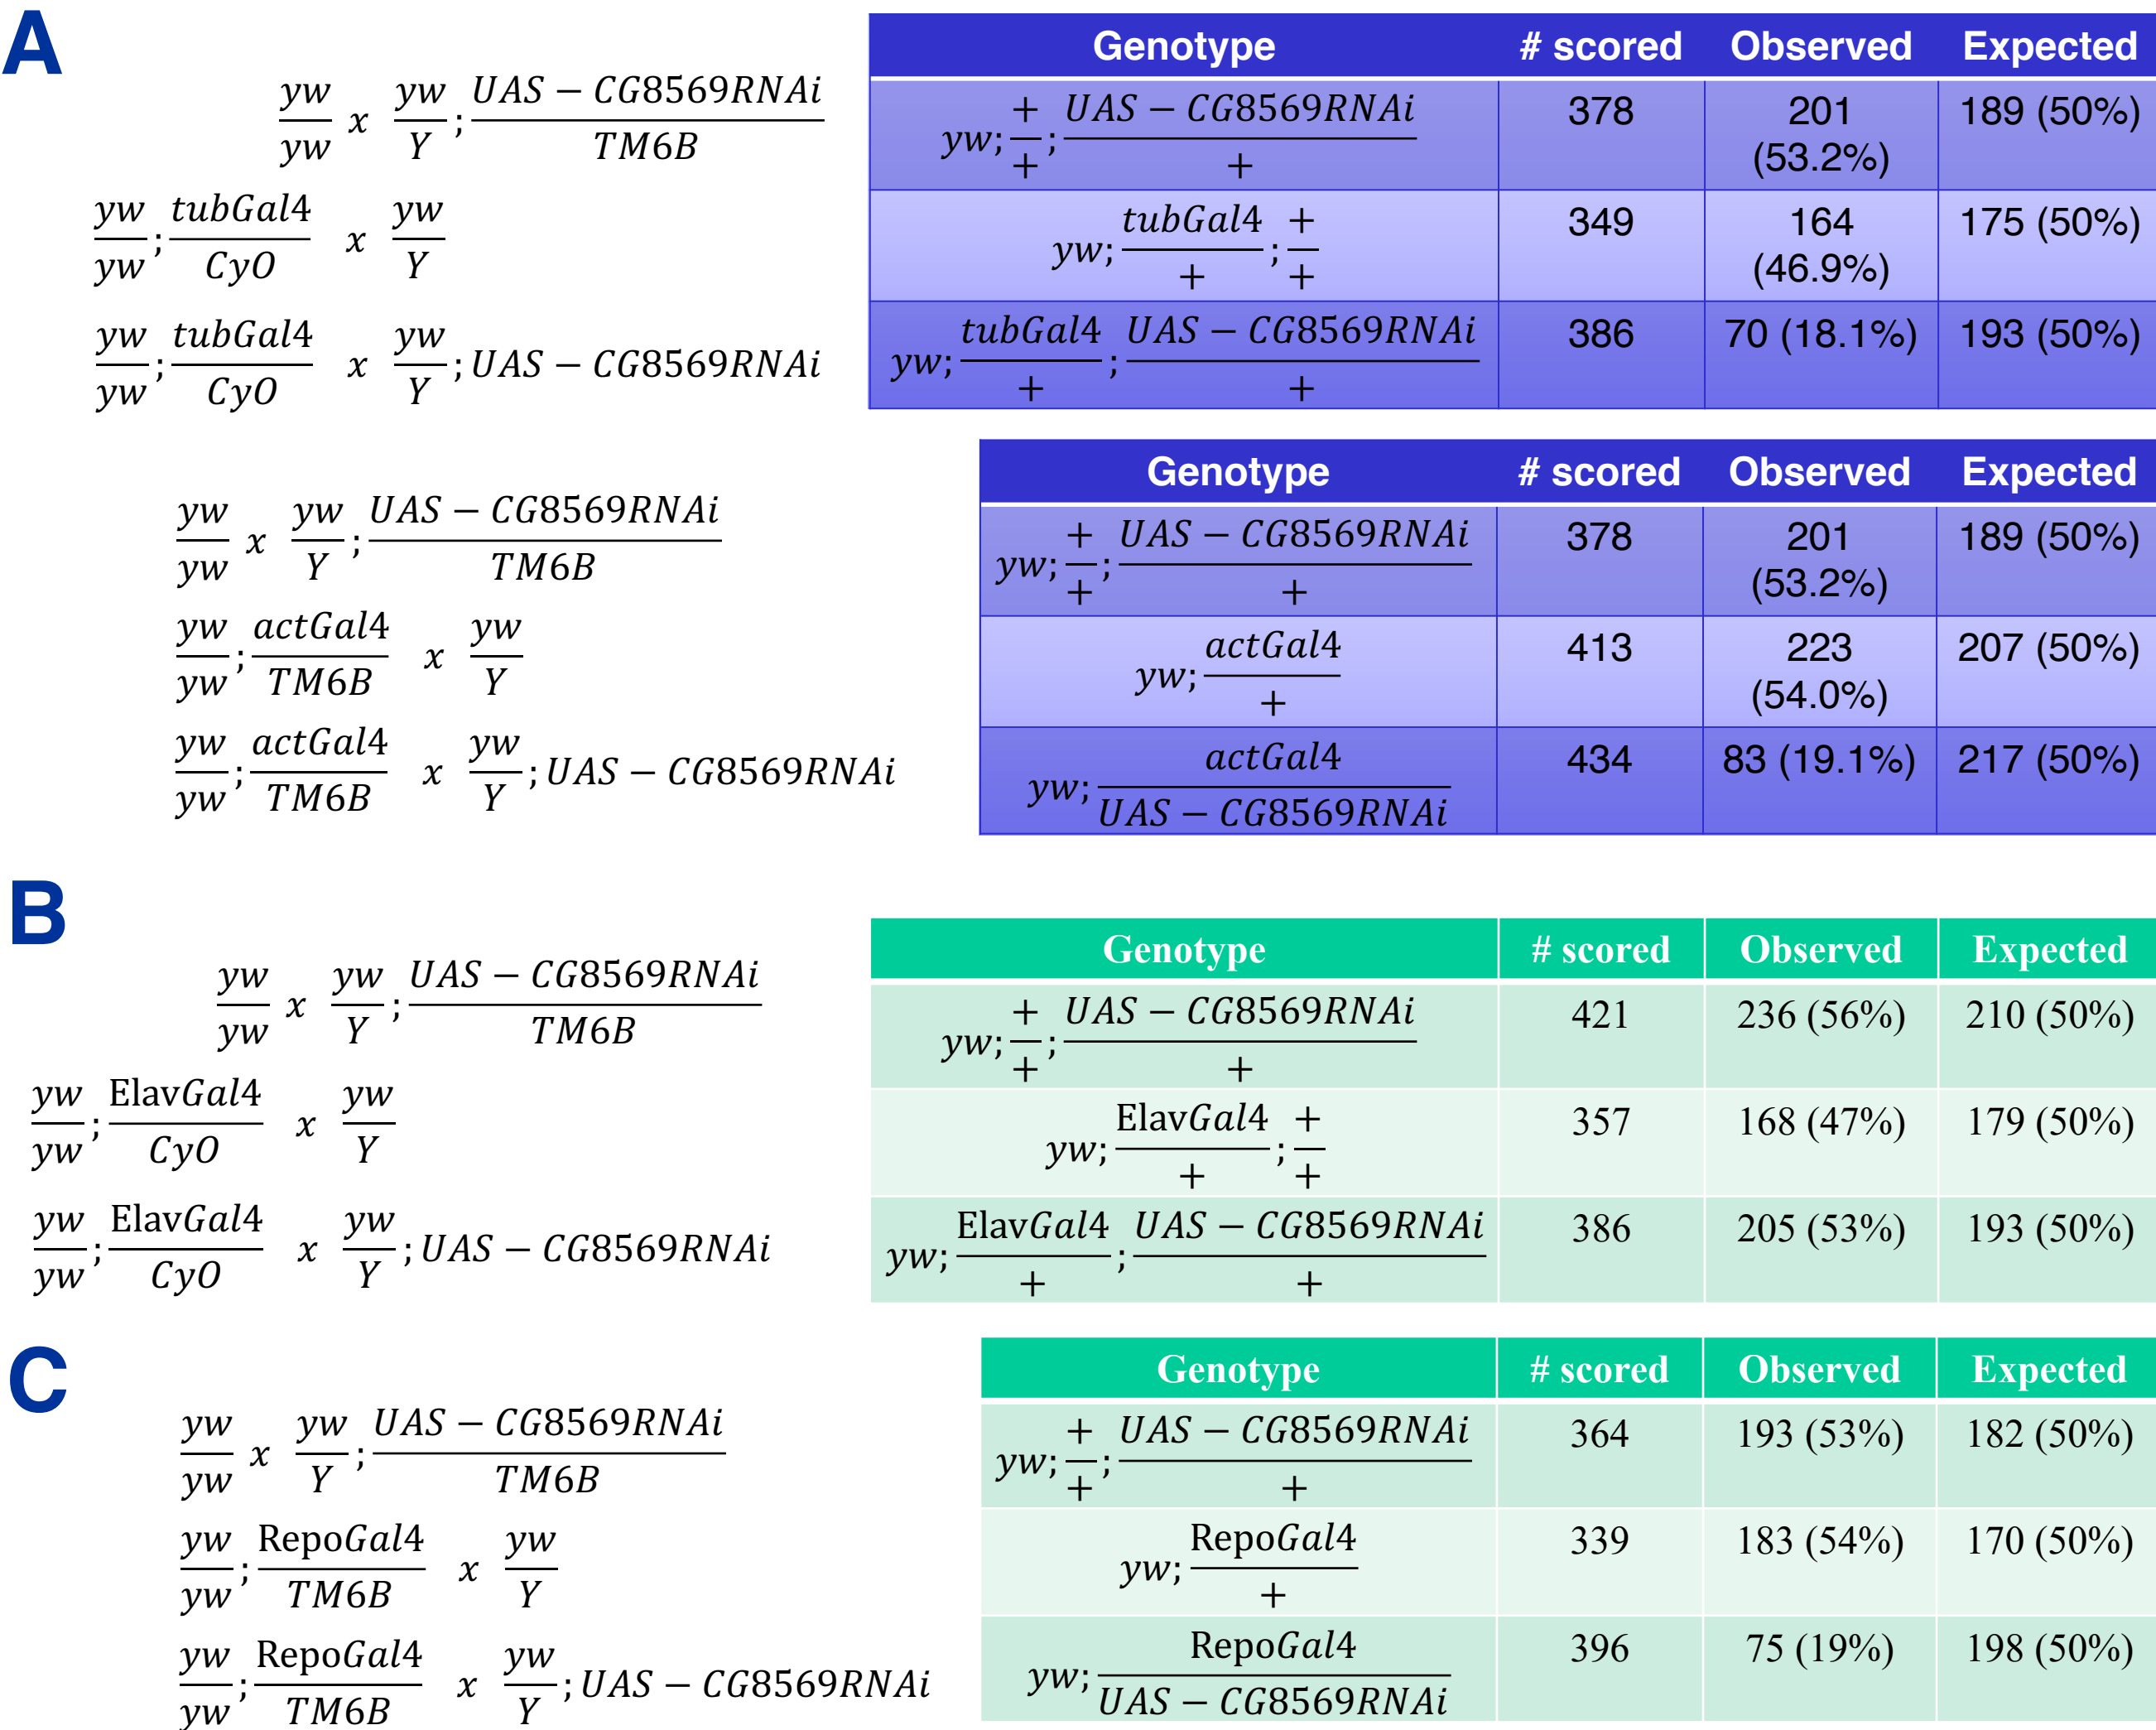 A
yw/yw x yw/Y ; UAS − CG8569RNAi/TM6B
yw/yw ; tubGal4/CyO x yw/Y
yw/yw ; tubGal4/CyO x yw/Y ; UAS − CG8569RNAi
Genotype # scored Observed Expected
yw; +/+ ; UAS − CG8569RNAi/+ 378 201 (53.2%) 189 (50%)
yw; tubGal4/+ ; +/+ 349 164 (46.9%) 175 (50%)
yw; tubGal4/+ ; UAS − CG8569RNAi/+ 386 70 (18.1%) 193 (50%)
yw/yw x yw/Y ; UAS − CG8569RNAi/TM6B
yw/yw ; actGal4/TM6B x yw/Y
yw/yw ; actGal4/TM6B x yw/Y ; UAS − CG8569RNAi
Genotype # scored Observed Expected
yw; +/+ ; UAS − CG8569RNAi/+ 378 201 (53.2%) 189 (50%)
yw; actGal4/+ 413 223 (54.0%) 207 (50%)
yw; actGal4/UAS − CG8569RNAi 434 83 (19.1%) 217 (50%)
B
yw/yw x yw/Y ; UAS − CG8569RNAi/TM6B
yw/yw ; ElavGal4/CyO x yw/Y
yw/yw ; ElavGal4/CyO x yw/Y ; UAS − CG8569RNAi
Genotype # scored Observed Expected
yw; +/+ ; UAS − CG8569RNAi/+ 421 236 (56%) 210 (50%)
yw; ElavGal4/+ ; +/+ 357 168 (47%) 179 (50%)
yw; ElavGal4/+ ; UAS − CG8569RNAi/+ 386 205 (53%) 193 (50%)
C
yw/yw x yw/Y ; UAS − CG8569RNAi/TM6B
yw/yw ; RepoGal4/TM6B x yw/Y
yw/yw ; RepoGal4/TM6B x yw/Y ; UAS − CG8569RNAi
Genotype # scored Observed Expected
yw; +/+ ; UAS − CG8569RNAi/+ 364 193 (53%) 182 (50%)
yw; RepoGal4/+ 339 183 (54%) 170 (50%)
yw; RepoGal4/UAS − CG8569RNAi 396 75 (19%) 198 (50%)